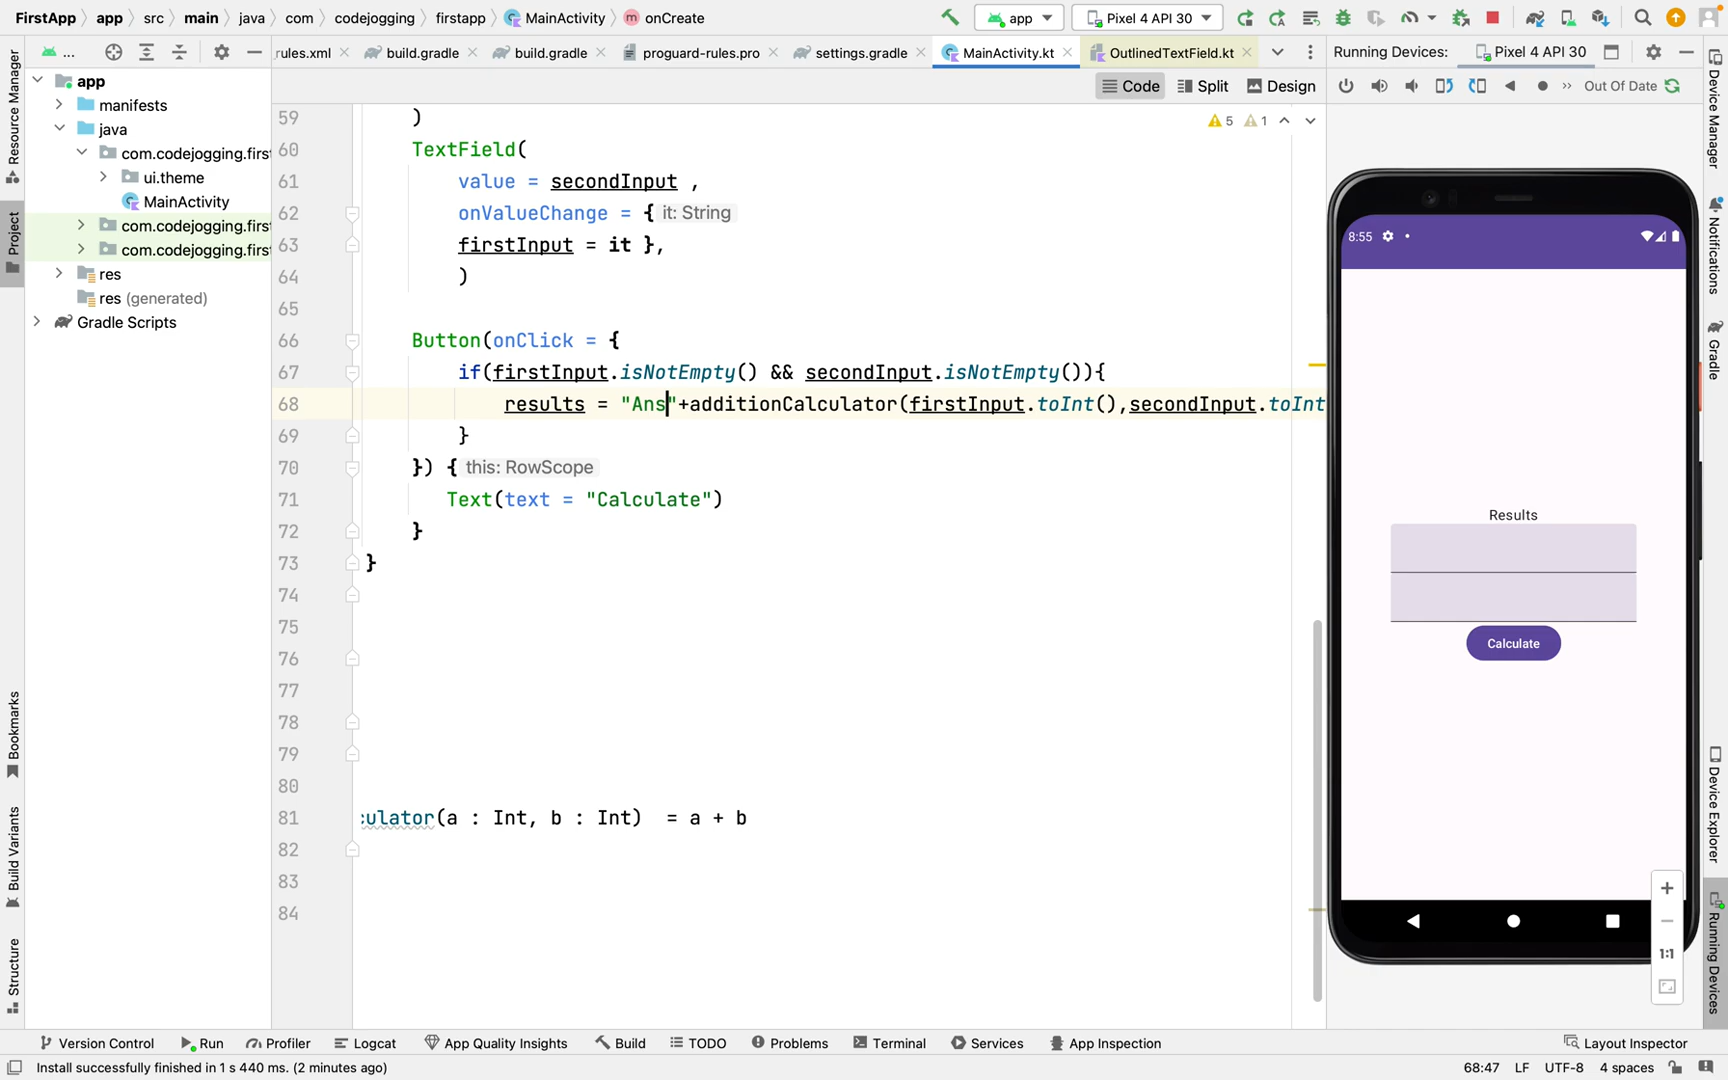 FirstApp app src main java com codejogging firstapp MainActivity onCreate
app
Pixel 4 API 30
...
rules.xml
build.gradle
build.gradle
proguard-rules.pro
settings.gradle
MainActivity.kt
OutlinedTextField.kt
Running Devices: Pixel 4 API 30
Code Split Design
Out Of Date
Resource Manager
Project
Bookmarks
Build Variants
Structure
app
manifests
java
com.codejogging.firs
ui.theme
MainActivity
com.codejogging.firs
com.codejogging.firs
res
res (generated)
Gradle Scripts
5 1
59 )
60 TextField(
61 value = secondInput ,
62 onValueChange = { it: String
63 firstInput = it },
64 )
65
66 Button(onClick = {
67 if(firstInput.isNotEmpty() && secondInput.isNotEmpty()){
68 results = "Ans"+additionCalculator(firstInput.toInt(),secondInput.toInt
69 }
70 }) { this: RowScope
71 Text(text = "Calculate")
72 }
73 }
74
75
76
77
78
79
80
81 culator(a : Int, b : Int)  = a + b
82
83
84
8:55
Results
Calculate
1:1
Device Manager
Notifications
Gradle
Device Explorer
Running Devices
Version Control Run Profiler Logcat App Quality Insights Build TODO Problems Terminal Services App Inspection Layout Inspector
Install successfully finished in 1 s 440 ms. (2 minutes ago)
68:47 LF UTF-8 4 spaces